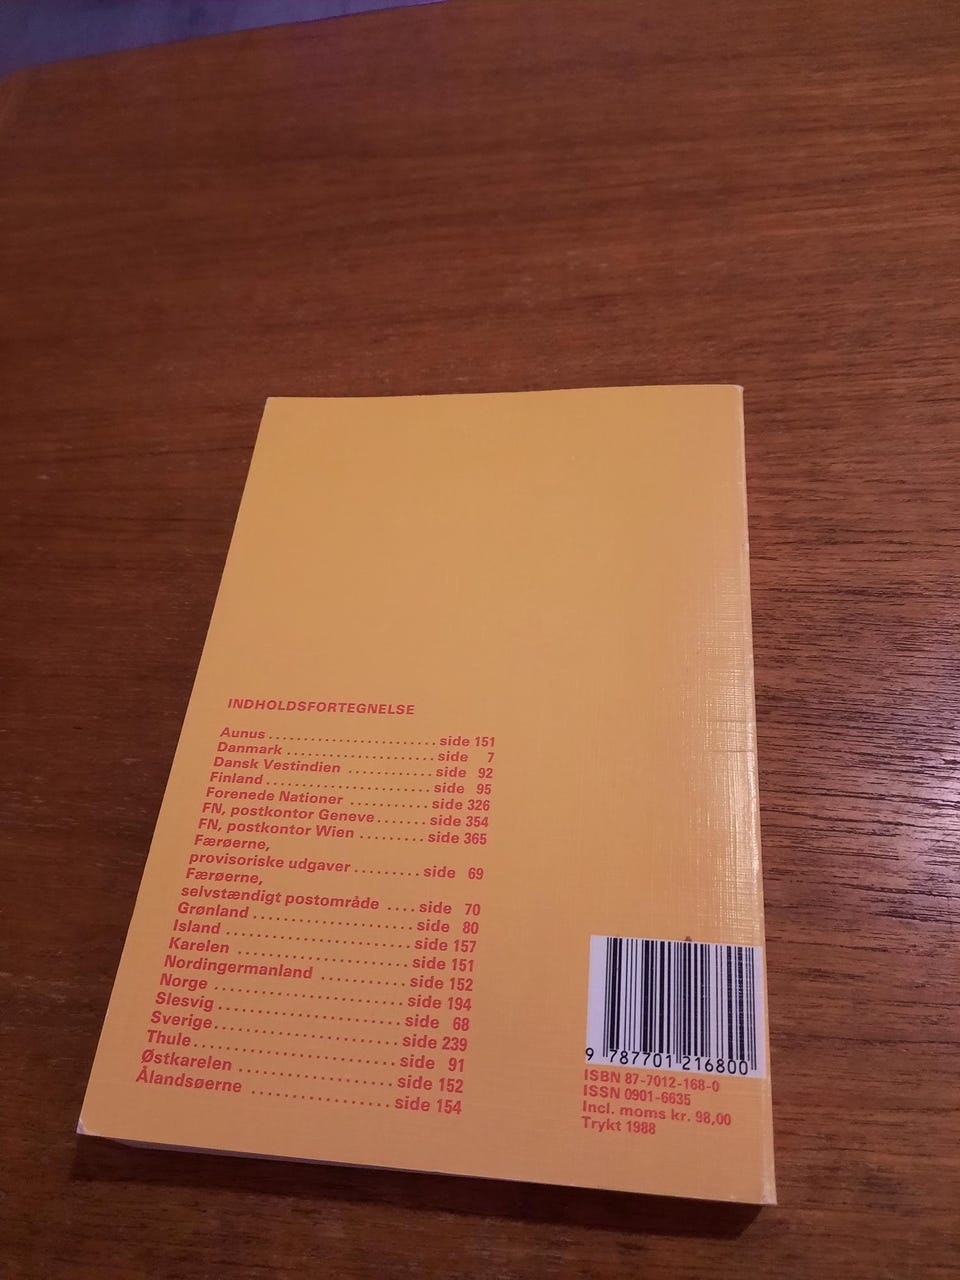 INDHOLDSFORTEGNELSE
Aunus ........................ side 151
Danmark ..................... side 7
Dansk Vestindien ............ side 92
Finland ....................... side 95
Forenede Nationer ........... side 326
FN, postkontor Geneve ....... side 354
FN, postkontor Wien ......... side 365
Færøerne,
provisoriske udgaver ......... side 69
Færøerne,
selvstændigt postområde .... side 70
Grønland ....................... side 80
Island ........................... side 157
Karelen ........................ side 151
Nordingermanland ............ side 152
Norge ........................... side 194
Slesvig .......................... side 68
Sverige .......................... side 239
Thule ............................. side 91
Østkarelen ...................... side 152
Ålandsøerne .................... side 154
9 787701 216800
ISBN 87-7012-168-0
ISSN 0901-6635
Incl. moms kr. 98,00
Trykt 1988